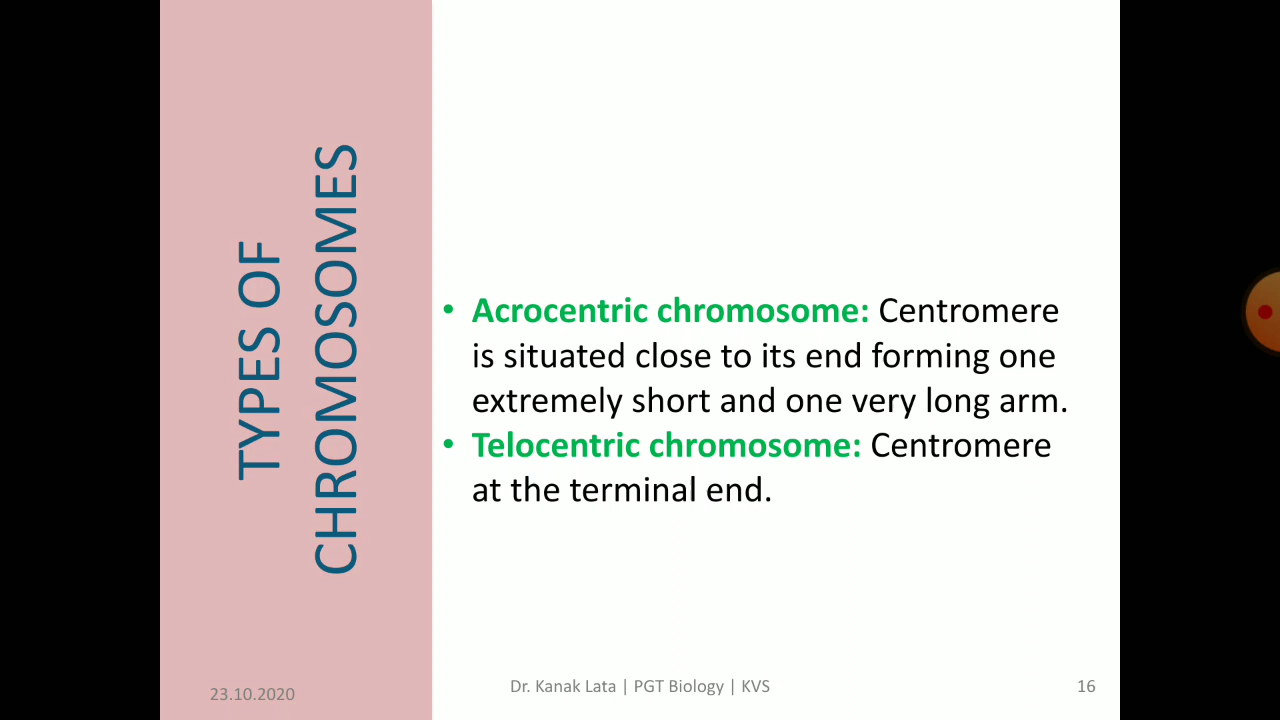 TYPES OF
CHROMOSOMES
• Acrocentric chromosome: Centromere
is situated close to its end forming one
extremely short and one very long arm.
• Telocentric chromosome: Centromere
at the terminal end.
23.10.2020
Dr. Kanak Lata | PGT Biology | KVS
16